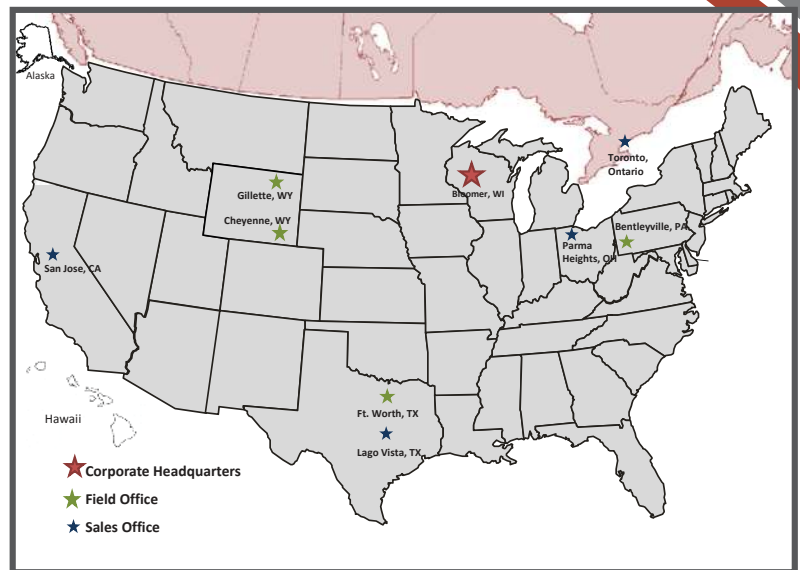 Alaska
Toronto,
Ontario
Gillette, WY
Bloomer, WI
Cheyenne, WY
Bentleyville, PA
Parma
Heights, OH
San Jose, CA
Ft. Worth, TX
Hawaii
Lago Vista, TX
Corporate Headquarters
Field Office
Sales Office